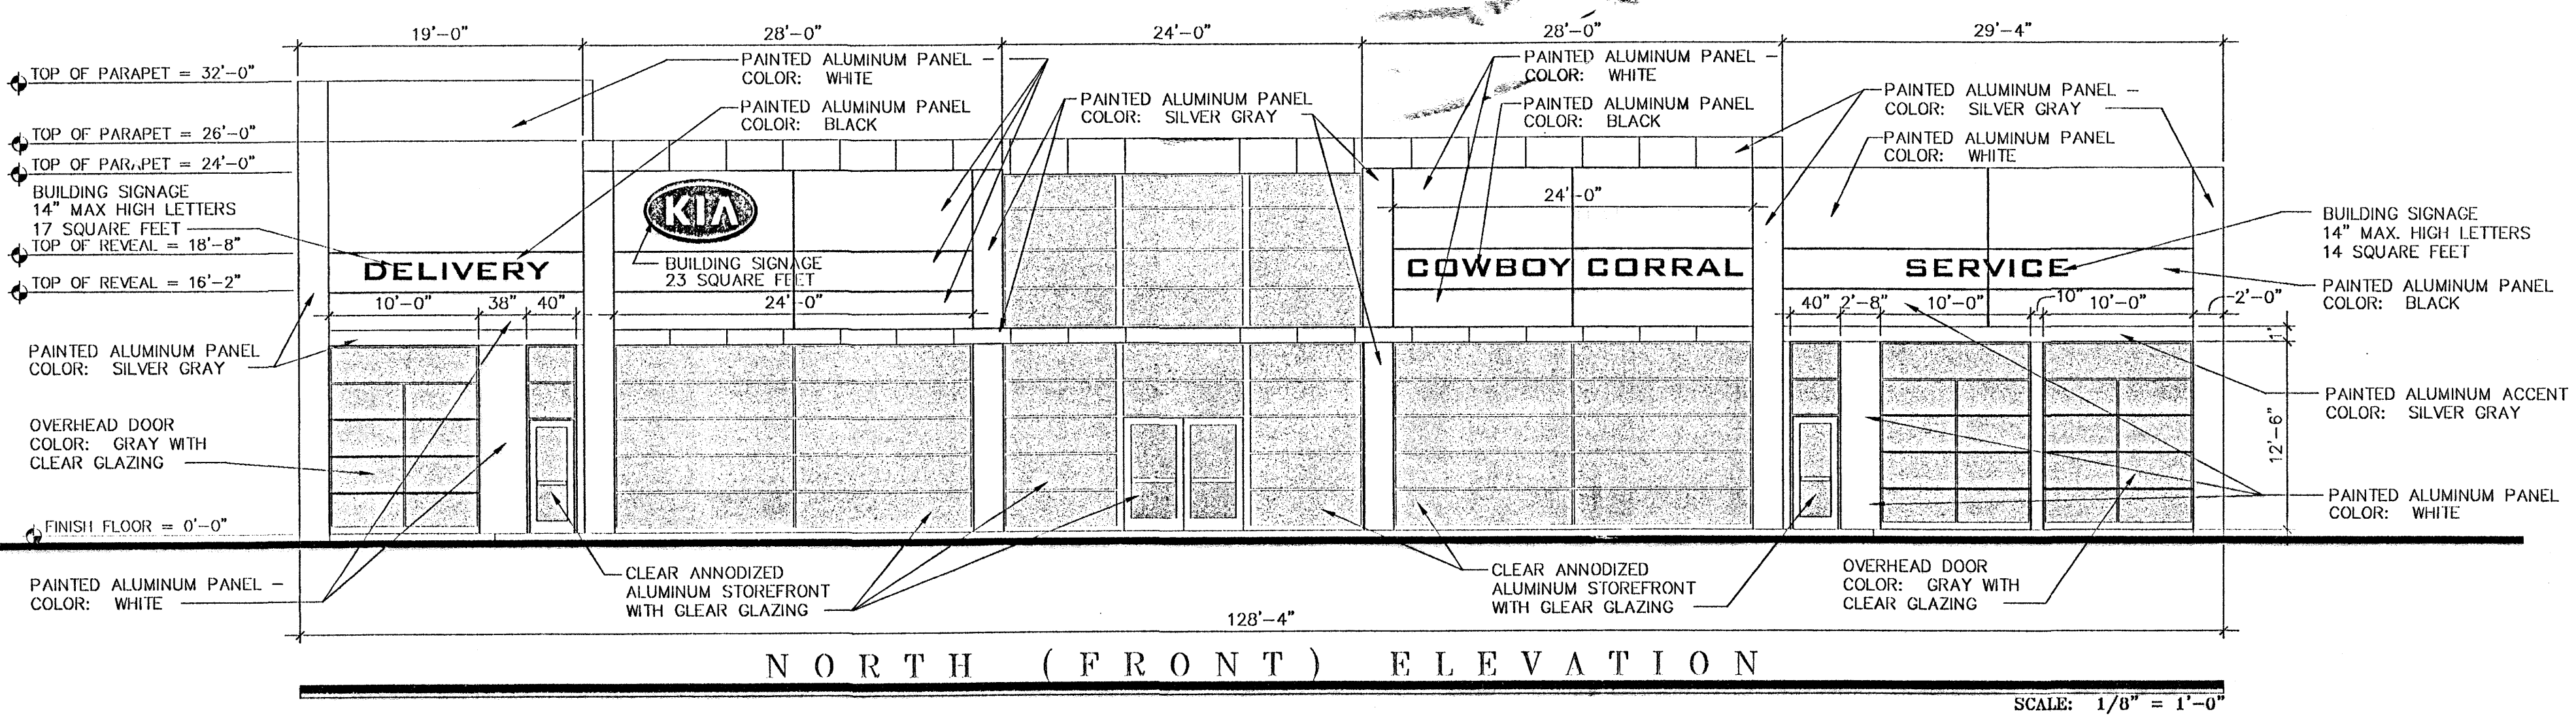 19'-0"
28'-0"
24'-0"
28'-0"
29'-4"
TOP OF PARAPET = 32'-0"
TOP OF PARAPET = 26'-0"
TOP OF PARAPET = 24'-0"
BUILDING SIGNAGE
14" MAX HIGH LETTERS
17 SQUARE FEET
TOP OF REVEAL = 18'-8"
TOP OF REVEAL = 16'-2"
PAINTED ALUMINUM PANEL
COLOR: SILVER GRAY
OVERHEAD DOOR
COLOR: GRAY WITH
CLEAR GLAZING
FINISH FLOOR = 0'-0"
PAINTED ALUMINUM PANEL -
COLOR: WHITE
PAINTED ALUMINUM PANEL -
COLOR: WHITE
PAINTED ALUMINUM PANEL
COLOR: BLACK
PAINTED ALUMINUM PANEL
COLOR: SILVER GRAY
PAINTED ALUMINUM PANEL -
COLOR: WHITE
PAINTED ALUMINUM PANEL
COLOR: BLACK
PAINTED ALUMINUM PANEL -
COLOR: SILVER GRAY
PAINTED ALUMINUM PANEL
COLOR: WHITE
KIA
BUILDING SIGNAGE
23 SQUARE FEET
24'-0"
24'-0"
DELIVERY
COWBOY CORRAL
SERVICE
10'-0"
38"
40"
40"
2'-8"
10'-0"
10"
10'-0"
2'-0"
1'
12'-6"
BUILDING SIGNAGE
14" MAX. HIGH LETTERS
14 SQUARE FEET
PAINTED ALUMINUM PANEL
COLOR: BLACK
PAINTED ALUMINUM ACCENT
COLOR: SILVER GRAY
PAINTED ALUMINUM PANEL
COLOR: WHITE
CLEAR ANNODIZED
ALUMINUM STOREFRONT
WITH GLEAR GLAZING
CLEAR ANNODIZED
ALUMINUM STOREFRONT
WITH GLEAR GLAZING
OVERHEAD DOOR
COLOR: GRAY WITH
CLEAR GLAZING
128'-4"
NORTH (FRONT) ELEVATION
SCALE: 1/8" = 1'-0"